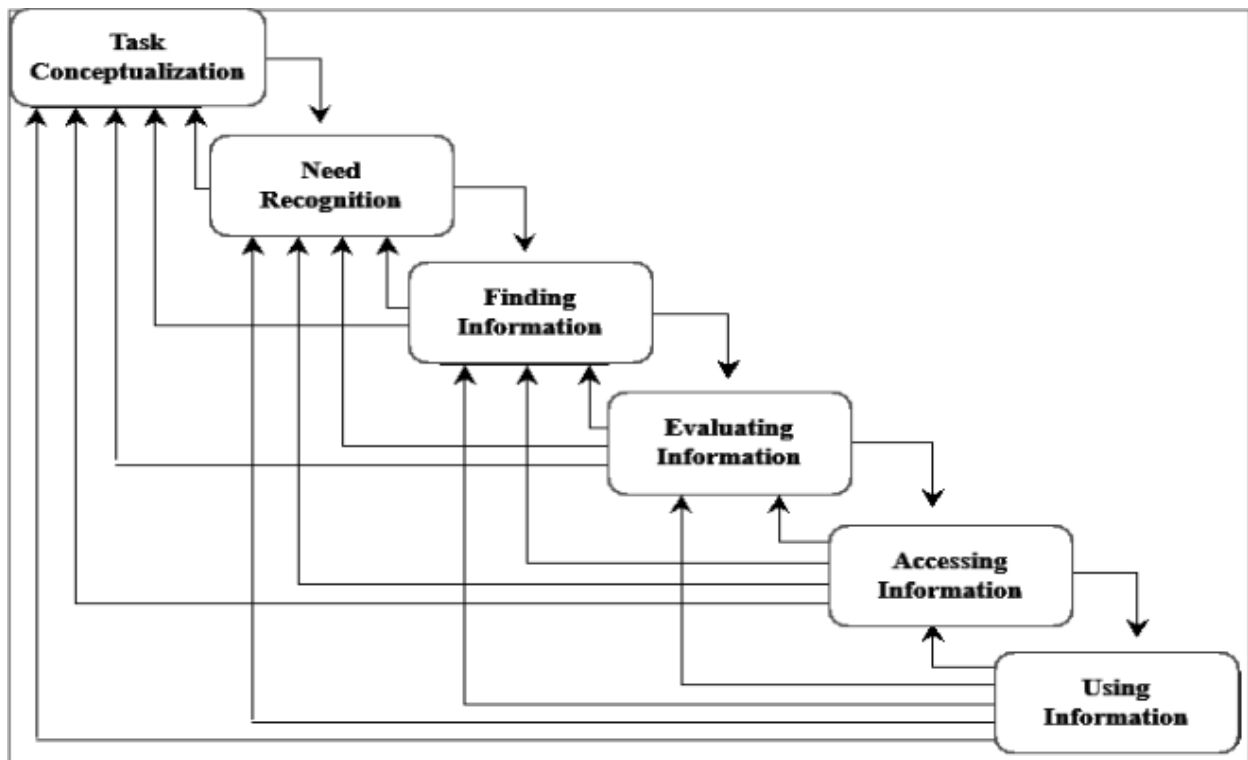 Task
Conceptualization
Need
Recognition
Finding
Information
Evaluating
Information
Accessing
Information
Using
Information